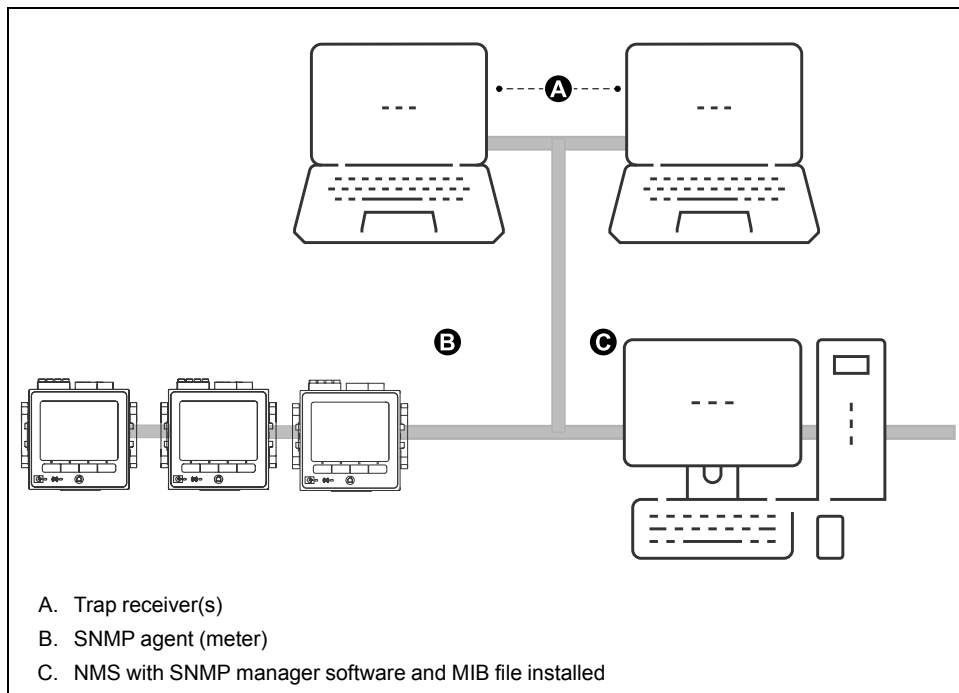 A
B
C
A. Trap receiver(s)
B. SNMP agent (meter)
C. NMS with SNMP manager software and MIB file installed